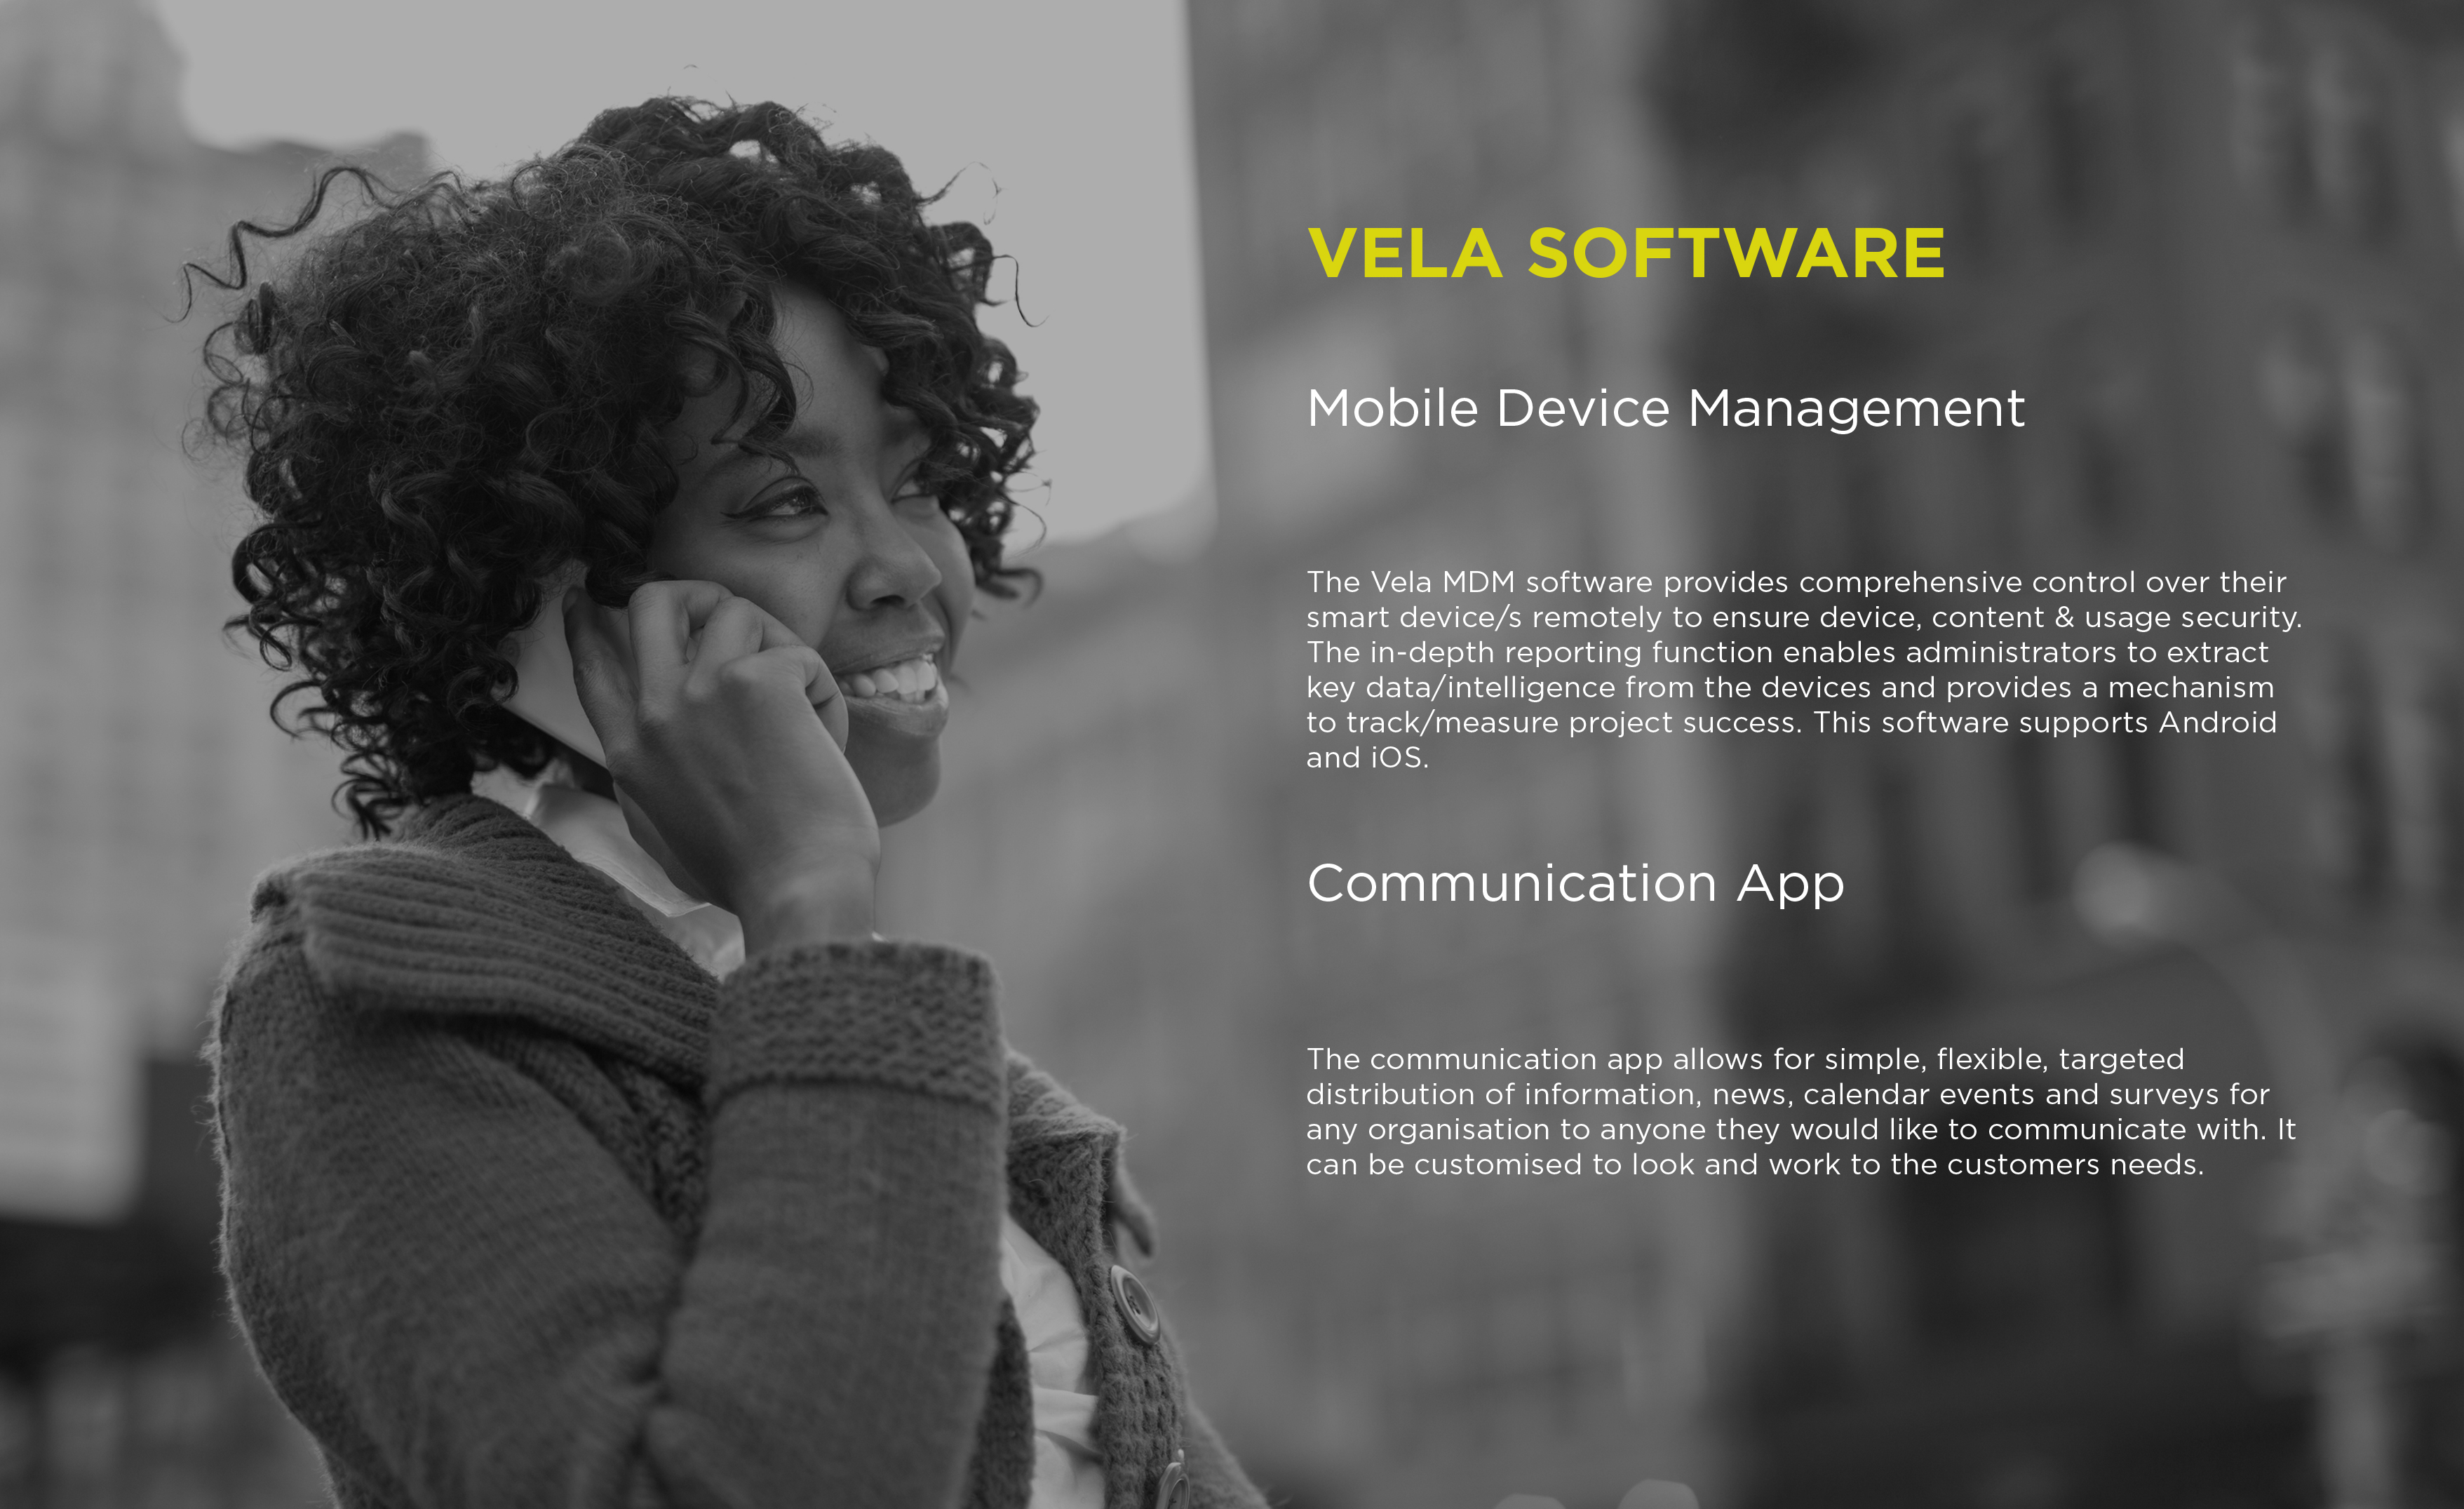 VELA SOFTWARE
Mobile Device Management
The Vela MDM software provides comprehensive control over their
smart device/s remotely to ensure device, content & usage security.
The in-depth reporting function enables administrators to extract
key data/intelligence from the devices and provides a mechanism
to track/measure project success. This software supports Android
and iOS.
Communication App
The communication app allows for simple, flexible, targeted
distribution of information, news, calendar events and surveys for
any organisation to anyone they would like to communicate with. It
can be customised to look and work to the customers needs.